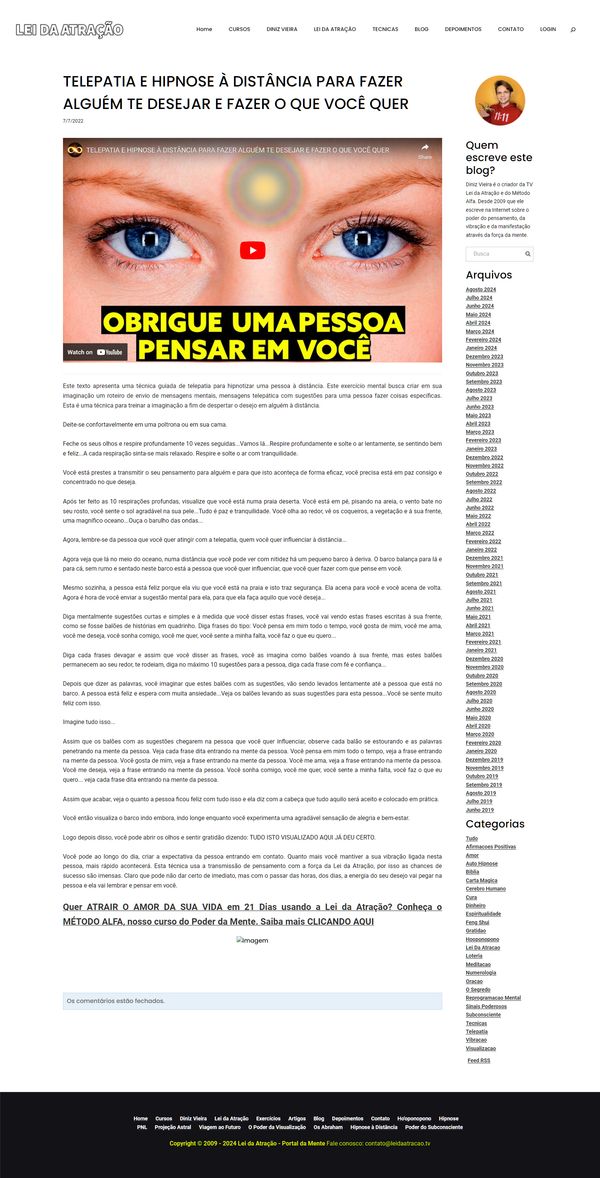 LEI DA ATRAÇÃO
Home CURSOS DINIZ VIEIRA LEI DA ATRAÇÃO TECNICAS BLOG DEPOIMENTOS CONTATO LOGIN
TELEPATIA E HIPNOSE À DISTÂNCIA PARA FAZER
ALGUÉM TE DESEJAR E FAZER O QUE VOCÊ QUER
7/7/2022
TELEPATIA E HIPNOSE À DISTÂNCIA PARA FAZER ALGUÉM TE DESEJAR E FAZER O QUE VOCÊ QUER
Share
OBRIGUE UMA PESSOA
PENSAR EM VOCÊ
Watch on YouTube
Este texto apresenta uma técnica guiada de telepatia para hipnotizar uma pessoa à distância. Este exercício mental busca criar em sua
imaginação um roteiro de envio de mensagens mentais, mensagens telepática com sugestões para uma pessoa fazer coisas específicas.
Esta é uma técnica para treinar a imaginação a fim de despertar o desejo em alguém à distância.
Deite-se confortavelmente em uma poltrona ou em sua cama.
Feche os seus olhos e respire profundamente 10 vezes seguidas...Vamos lá...Respire profundamente e solte o ar lentamente, se sentindo bem
e feliz...A cada respiração sinta-se mais relaxado. Respire e solte o ar com tranquilidade.
Você está prestes a transmitir o seu pensamento para alguém e para que isto aconteça de forma eficaz, você precisa está em paz consigo e
concentrado no que deseja.
Após ter feito as 10 respirações profundas, visualize que você está numa praia deserta. Você está em pé, pisando na areia, o vento bate no
seu rosto, você sente o sol agradável na sua pele...Tudo é paz e tranquilidade. Você olha ao redor, vê os coqueiros, a vegetação e à sua frente,
uma magnífico oceano...Ouça o barulho das ondas...
Agora, lembre-se da pessoa que você quer atingir com a telepatia, quem você quer influenciar à distância...
Agora veja que lá no meio do oceano, numa distância que você pode ver com nitidez há um pequeno barco à deriva. O barco balança para lá e
para cá, sem rumo e sentado neste barco está a pessoa que você quer influenciar, que você quer fazer com que pense em você.
Mesmo sozinha, a pessoa está feliz porque ela viu que você está na praia e isto traz segurança. Ela acena para você e você acena de volta.
Agora é hora de você enviar a sugestão mental para ela, para que ela faça aquilo que você deseja...
Diga mentalmente sugestões curtas e simples e à medida que você disser estas frases, você vai vendo estas frases escritas à sua frente,
como se fosse balões de histórias em quadrinho. Diga frases do tipo: Você pensa em mim todo o tempo, você gosta de mim, você me ama,
você me deseja, você sonha comigo, você me quer, você sente a minha falta, você faz o que eu quero...
Diga cada frases devagar e assim que você disser as frases, você as imagina como balões voando à sua frente, mas estes balões
permanecem ao seu redor, te rodeiam, diga no máximo 10 sugestões para a pessoa, diga cada frase com fé e confiança...
Depois que dizer as palavras, você imaginar que estes balões com as sugestões, vão sendo levados lentamente até a pessoa que está no
barco. A pessoa está feliz e espera com muita ansiedade...Veja os balões levando as suas sugestões para esta pessoa...Você se sente muito
feliz com isso.
Imagine tudo isso...
Assim que os balões com as sugestões chegarem na pessoa que você quer influenciar, observe cada balão se estourando e as palavras
penetrando na mente da pessoa. Veja cada frase dita entrando na mente da pessoa. Você pensa em mim todo o tempo, veja a frase entrando
na mente da pessoa. Você gosta de mim, veja a frase entrando na mente da pessoa. Você me ama, veja a frase entrando na mente da pessoa.
Você me deseja, veja a frase entrando na mente da pessoa. Você sonha comigo, você me quer, você sente a minha falta, você faz o que eu
quero... veja cada frase dita entrando na mente da pessoa.
Assim que acabar, veja o quanto a pessoa ficou feliz com tudo isso e ela diz com a cabeça que tudo aquilo será aceito e colocado em prática.
Você então visualiza o barco indo embora, indo longe enquanto você experimenta uma agradável sensação de alegria e bem-estar.
Logo depois disso, você pode abrir os olhos e sentir gratidão dizendo: TUDO ISTO VISUALIZADO AQUI JÁ DEU CERTO.
Você pode ao longo do dia, criar a expectativa da pessoa entrando em contato. Quanto mais você mantiver a sua vibração ligada nesta
pessoa, mais rápido acontecerá. Esta técnica usa a transmissão de pensamento com a força da Lei da Atração, por isso as chances de
sucesso são imensas. Claro que pode não dar certo de imediato, mas com o passar das horas, dos dias, a energia do seu desejo vai pegar na
pessoa e ela vai lembrar e pensar em você.
Quer ATRAIR O AMOR DA SUA VIDA em 21 Dias usando a Lei da Atração? Conheça o
MÉTODO ALFA, nosso curso do Poder da Mente. Saiba mais CLICANDO AQUI
Imagem
Os comentários estão fechados.
11:11
Quem
escreve este
blog?
Diniz Vieira é o criador da TV
Lei da Atração e do Método
Alfa. Desde 2009 que ele
escreve na Internet sobre o
poder do pensamento, da
vibração e da manifestação
através da força da mente.
Busca
Arquivos
Agosto 2024
Julho 2024
Junho 2024
Maio 2024
Abril 2024
Março 2024
Fevereiro 2024
Janeiro 2024
Dezembro 2023
Novembro 2023
Outubro 2023
Setembro 2023
Agosto 2023
Julho 2023
Junho 2023
Maio 2023
Abril 2023
Março 2023
Fevereiro 2023
Janeiro 2023
Dezembro 2022
Novembro 2022
Outubro 2022
Setembro 2022
Agosto 2022
Julho 2022
Junho 2022
Maio 2022
Abril 2022
Março 2022
Fevereiro 2022
Janeiro 2022
Dezembro 2021
Novembro 2021
Outubro 2021
Setembro 2021
Agosto 2021
Julho 2021
Junho 2021
Maio 2021
Abril 2021
Março 2021
Fevereiro 2021
Janeiro 2021
Dezembro 2020
Novembro 2020
Outubro 2020
Setembro 2020
Agosto 2020
Julho 2020
Junho 2020
Maio 2020
Abril 2020
Março 2020
Fevereiro 2020
Janeiro 2020
Dezembro 2019
Novembro 2019
Outubro 2019
Setembro 2019
Agosto 2019
Julho 2019
Junho 2019
Categorias
Tudo
Afirmacoes Positivas
Amor
Auto Hipnose
Biblia
Carta Magica
Cerebro Humano
Cura
Dinheiro
Espiritualidade
Feng Shui
Gratidao
Hooponopono
Lei Da Atracao
Loteria
Meditacao
Numerologia
Oracao
O Segredo
Reprogramacao Mental
Sinais Poderosos
Subconsciente
Tecnicas
Telepatia
Vibracao
Visualizacao
Feed RSS
Home Cursos Diniz Vieira Lei da Atração Exercícios Artigos Blog Depoimentos Contato Ho'oponopono Hipnose
PNL Projeção Astral Viagem ao Futuro O Poder da Visualização Os Abraham Hipnose à Distância Poder do Subconsciente
Copyright © 2009 - 2024 Lei da Atração - Portal da Mente Fale conosco: contato@leidaatracao.tv